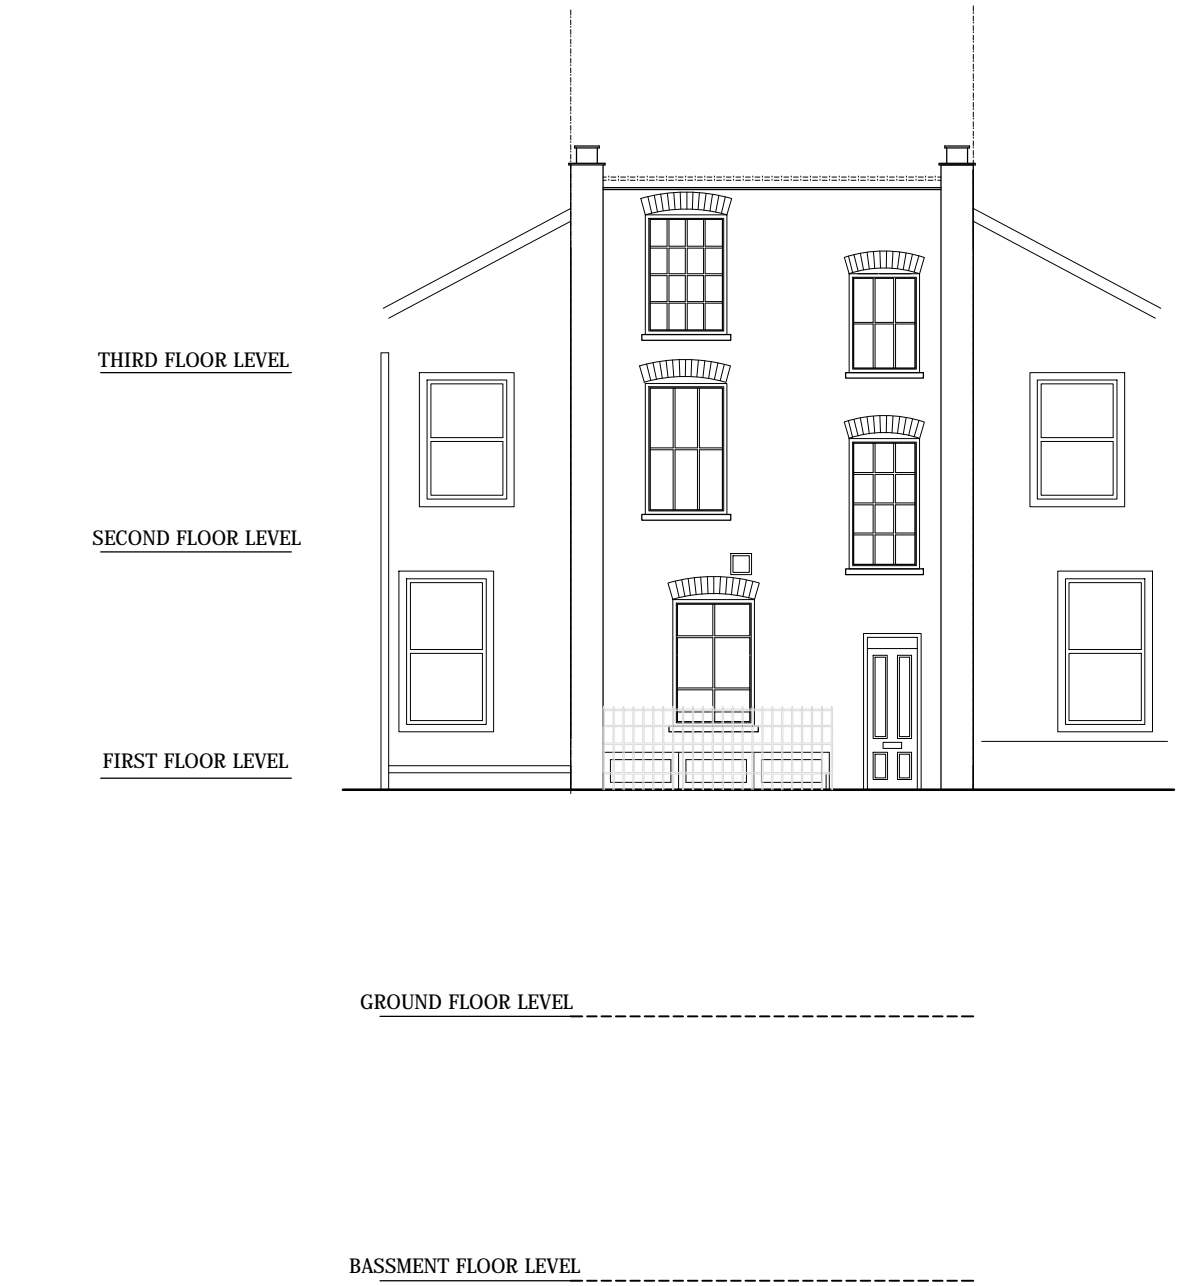 THIRD FLOOR LEVEL
SECOND FLOOR LEVEL
FIRST FLOOR LEVEL
GROUND FLOOR LEVEL
BASSMENT FLOOR LEVEL